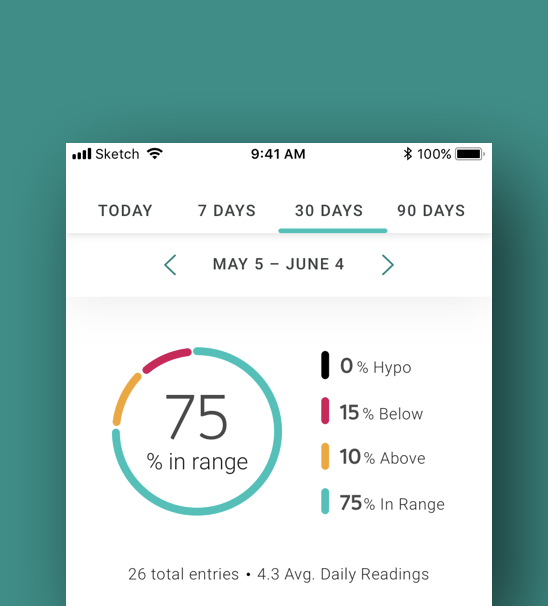 Sketch 9:41 AM 100%
TODAY 7 DAYS 30 DAYS 90 DAYS
MAY 5 – JUNE 4
75
% in range
0% Hypo
15% Below
10% Above
75% In Range
26 total entries • 4.3 Avg. Daily Readings